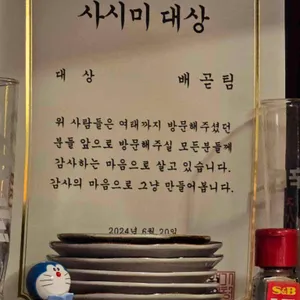 사시미 대상
대 상 배 곧 팀
위 사람들은 여태까지 방문해주셨던
분들 앞으로 방문해주실 모든분들께
감사하는 마음으로 살고 있습니다.
감사의 마음으로 그냥 만들어봅니다.
2024년 6월 20일
S&B